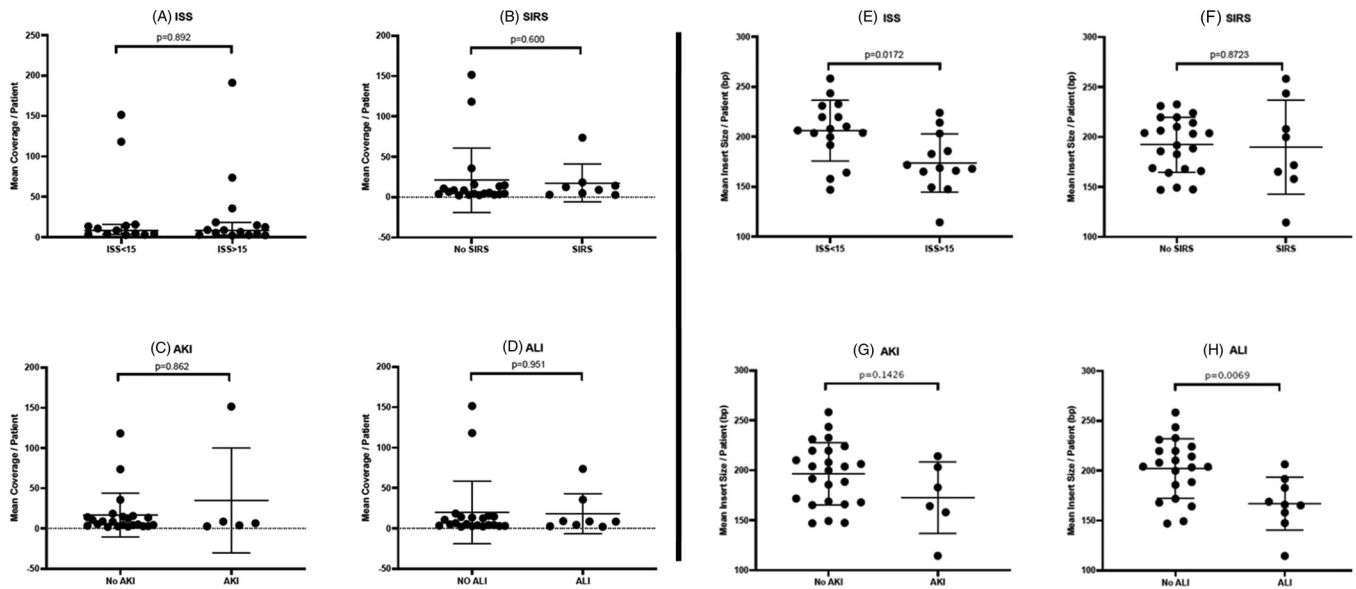 (A) ISS
p=0.892
Mean Coverage / Patient
250
200
150
100
50
0
ISS<15 ISS>15
(B) SIRS
p=0.600
Mean Coverage / Patient
200
150
100
50
0
-50
No SIRS SIRS
(C) AKI
p=0.862
Mean Coverage / Patient
200
150
100
50
0
-50
No AKI AKI
(D) ALI
p=0.951
Mean Coverage / Patient
200
150
100
50
0
-50
NO ALI ALI
(E) ISS
p=0.0172
Mean Insert Size / Patient (bp)
300
250
200
150
100
ISS<15 ISS>15
(F) SIRS
p=0.8723
Mean Insert Size / Patient (bp)
300
250
200
150
100
No SIRS SIRS
(G) AKI
p=0.1426
Mean Insert Size / Patient (bp)
300
250
200
150
100
No AKI AKI
(H) ALI
p=0.0069
Mean Insert Size / Patient (bp)
300
250
200
150
100
No ALI ALI